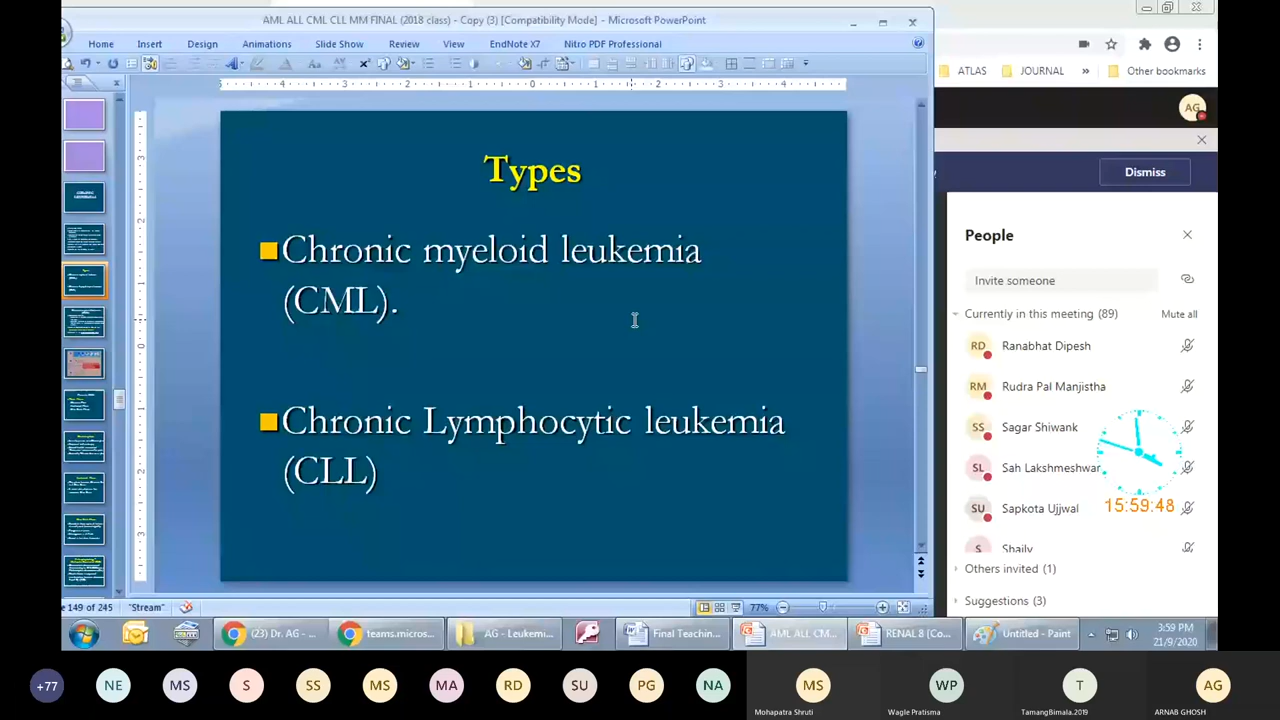 AML ALL CML CLL MM FINAL (2018 class) - Copy (3) [Compatibility Mode] - Microsoft PowerPoint
Home Insert Design Animations Slide Show Review View EndNote X7 Nitro PDF Professional
ATLAS JOURNAL » Other bookmarks
AG
Dismiss
Types
Chronic myeloid leukemia
(CML).
Chronic Lymphocytic leukemia
(CLL)
People
Invite someone
Currently in this meeting (89) Mute all
RD Ranabhat Dipesh
RM Rudra Pal Manjistha
SS Sagar Shiwank
SL Sah Lakshmeshwar
SU Sapkota Ujjwal
S Shaily
15:59:48
Others invited (1)
Suggestions (3)
e 149 of 245 "Stream" 77%
(23) Dr. AG - ... teams.micros... AG - Leukemi... Final Teachin... AML ALL CM... RENAL 8 [Co... Untitled - Paint
3:59 PM
21/9/2020
+77 NE MS S SS MS MA RD SU PG NA MS WP T AG
Mohapatra Shruti Wagle Pratisma TamangBimala.2019 ARNAB GHOSH